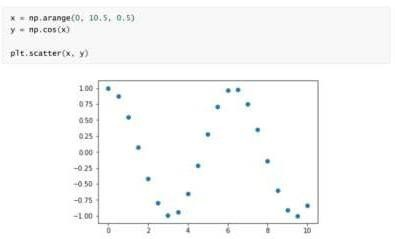 x = np.arange(0, 10.5, 0.5)
y = np.cos(x)
plt.scatter(x, y)
1.00
0.75
0.50
0.25
0.00
−0.25
−0.50
−0.75
−1.00
0 2 4 6 8 10